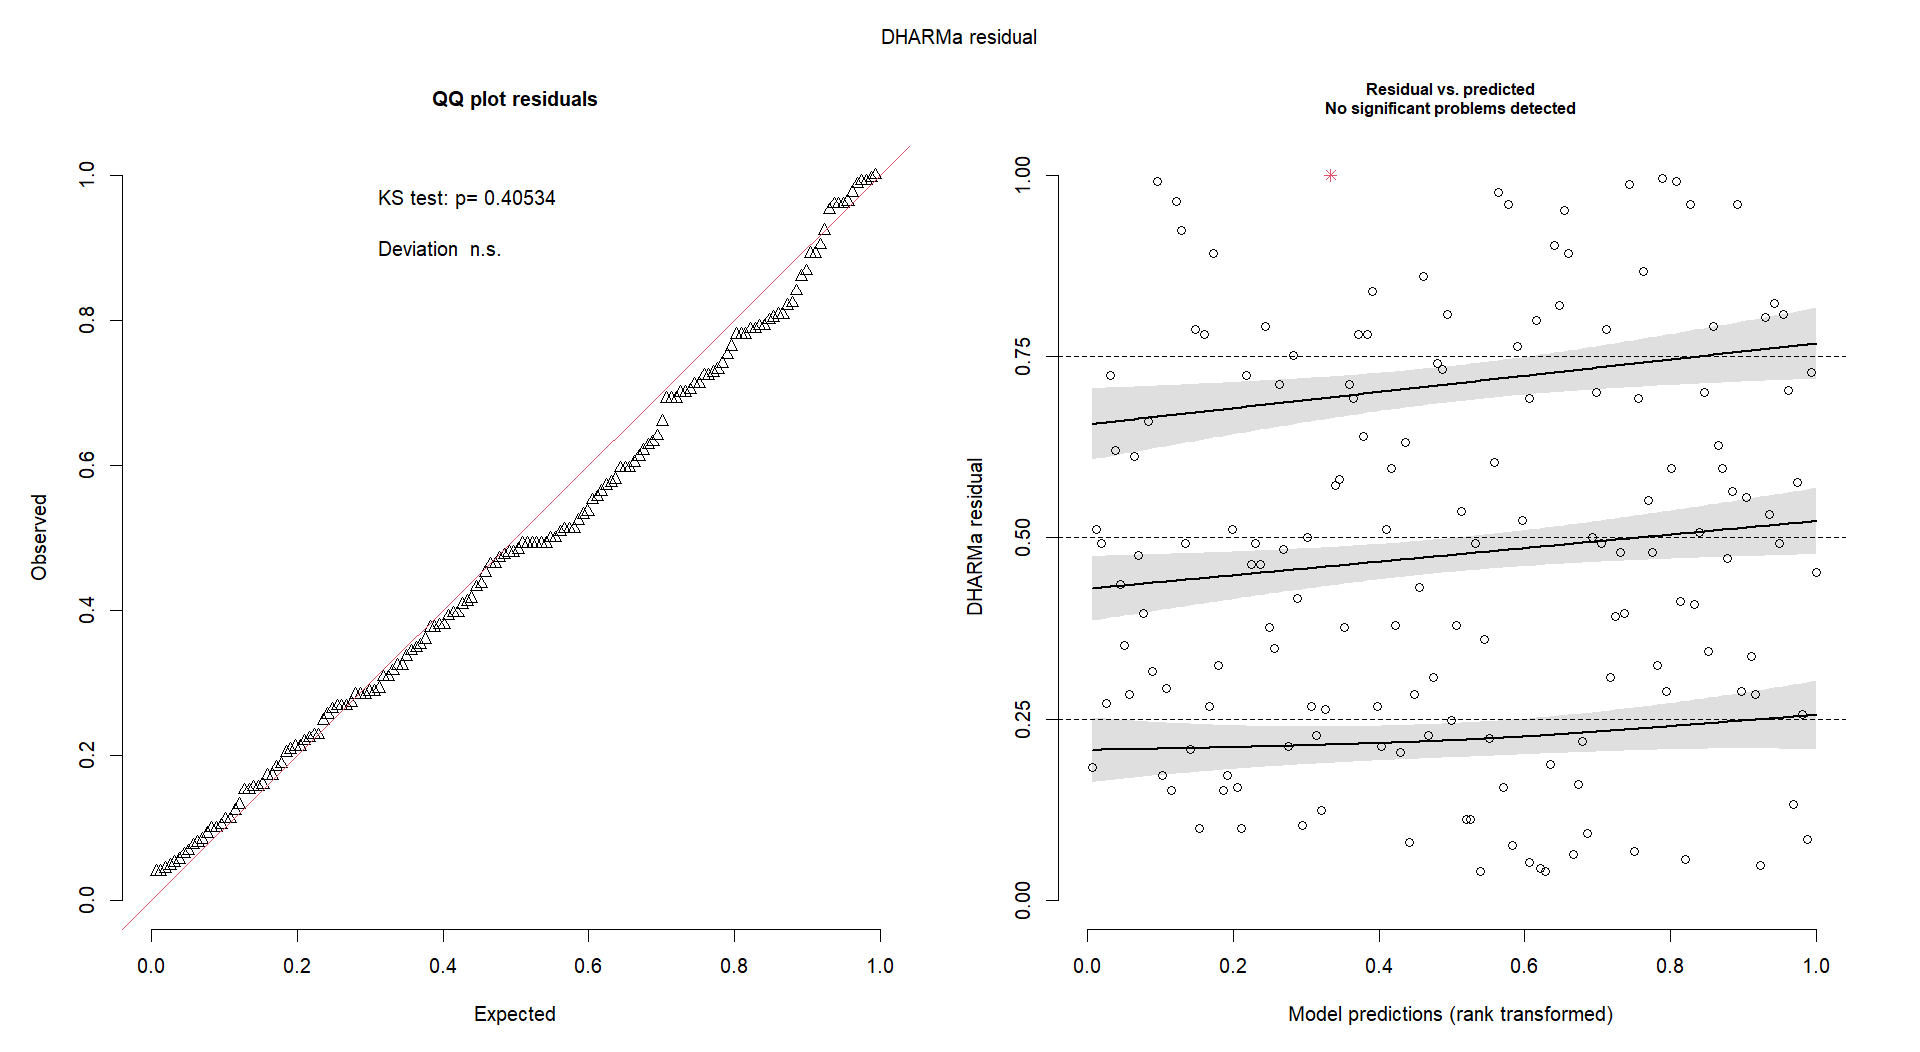 DHARMa residual
QQ plot residuals
KS test: p= 0.40534
Deviation  n.s.
Observed
0.0
0.2
0.4
0.6
0.8
1.0
0.0 0.2 0.4 0.6 0.8 1.0
Expected
Residual vs. predicted
No significant problems detected
DHARMa residual
0.00
0.25
0.50
0.75
1.00
0.0 0.2 0.4 0.6 0.8 1.0
Model predictions (rank transformed)